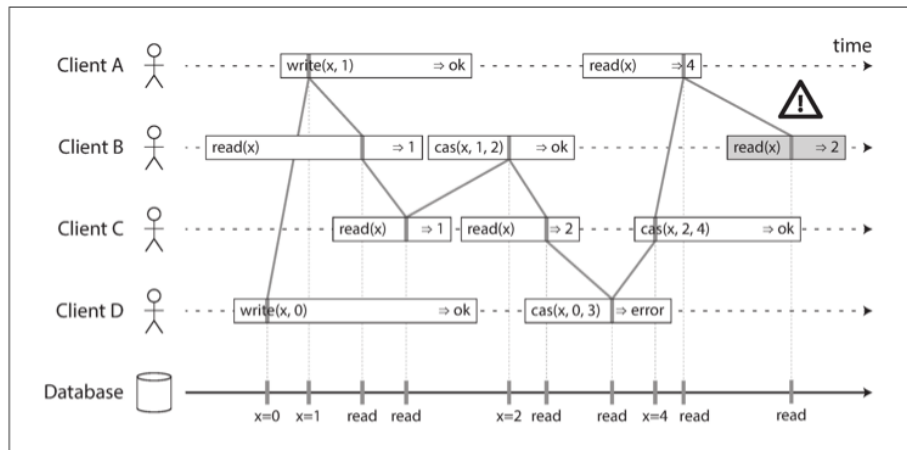 time
Client A write(x, 1) ⇒ ok read(x) ⇒ 4
Client B read(x) ⇒ 1 cas(x, 1, 2) ⇒ ok read(x) ⇒ 2
Client C read(x) ⇒ 1 read(x) ⇒ 2 cas(x, 2, 4) ⇒ ok
Client D write(x, 0) ⇒ ok cas(x, 0, 3) ⇒ error
Database
x=0 x=1 read read x=2 read read x=4 read read